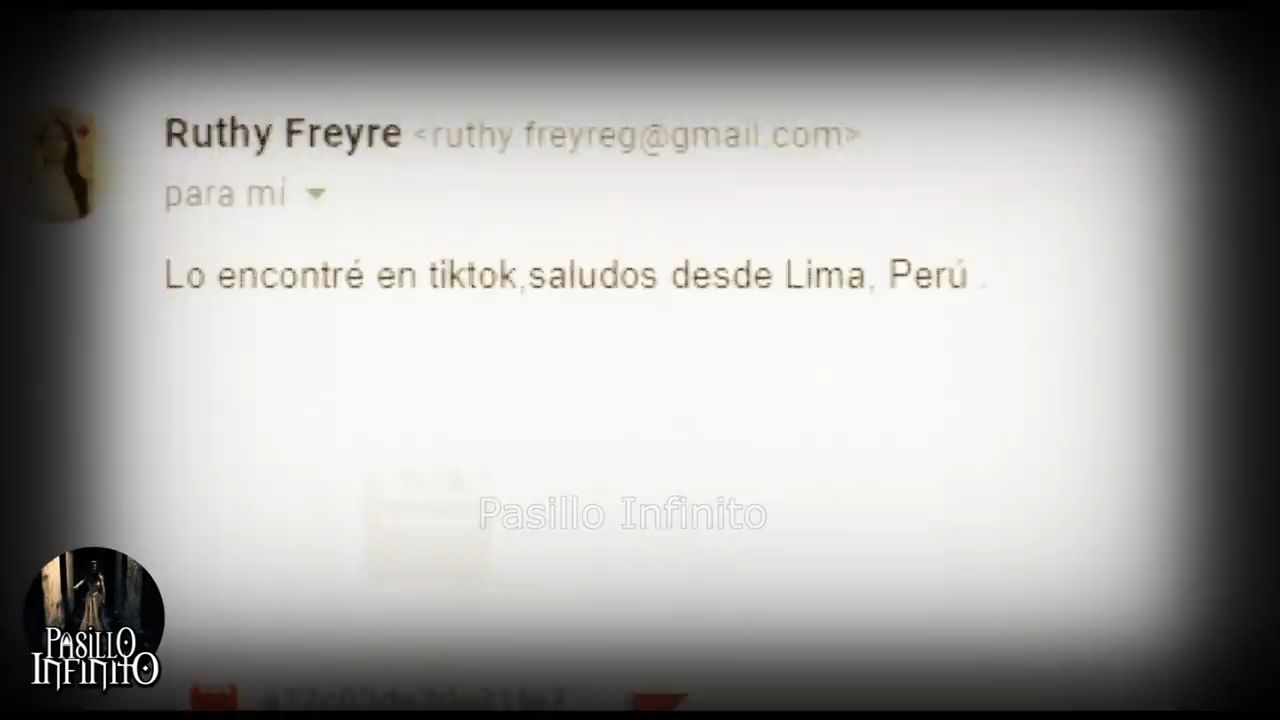 Ruthy Freyre <ruthy.freyreg@gmail.com>
para mí
Lo encontré en tiktok,saludos desde Lima, Perú .
Pasillo Infinito
PASILLO
INFINITO